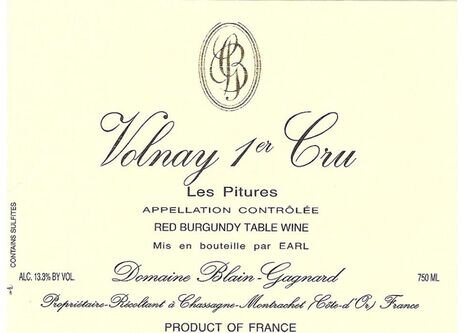 Volnay 1er Cru
Les Pitures
APPELLATION CONTRÔLÉE
RED BURGUNDY TABLE WINE
Mis en bouteille par EARL
CONTAINS SULFITES
ALC. 13.3% BY VOL.
Domaine Blain-Gagnard
750 ML
Propriétaire-Récoltant à Chassagne-Montrachet (Côte-d'Or) France
PRODUCT OF FRANCE